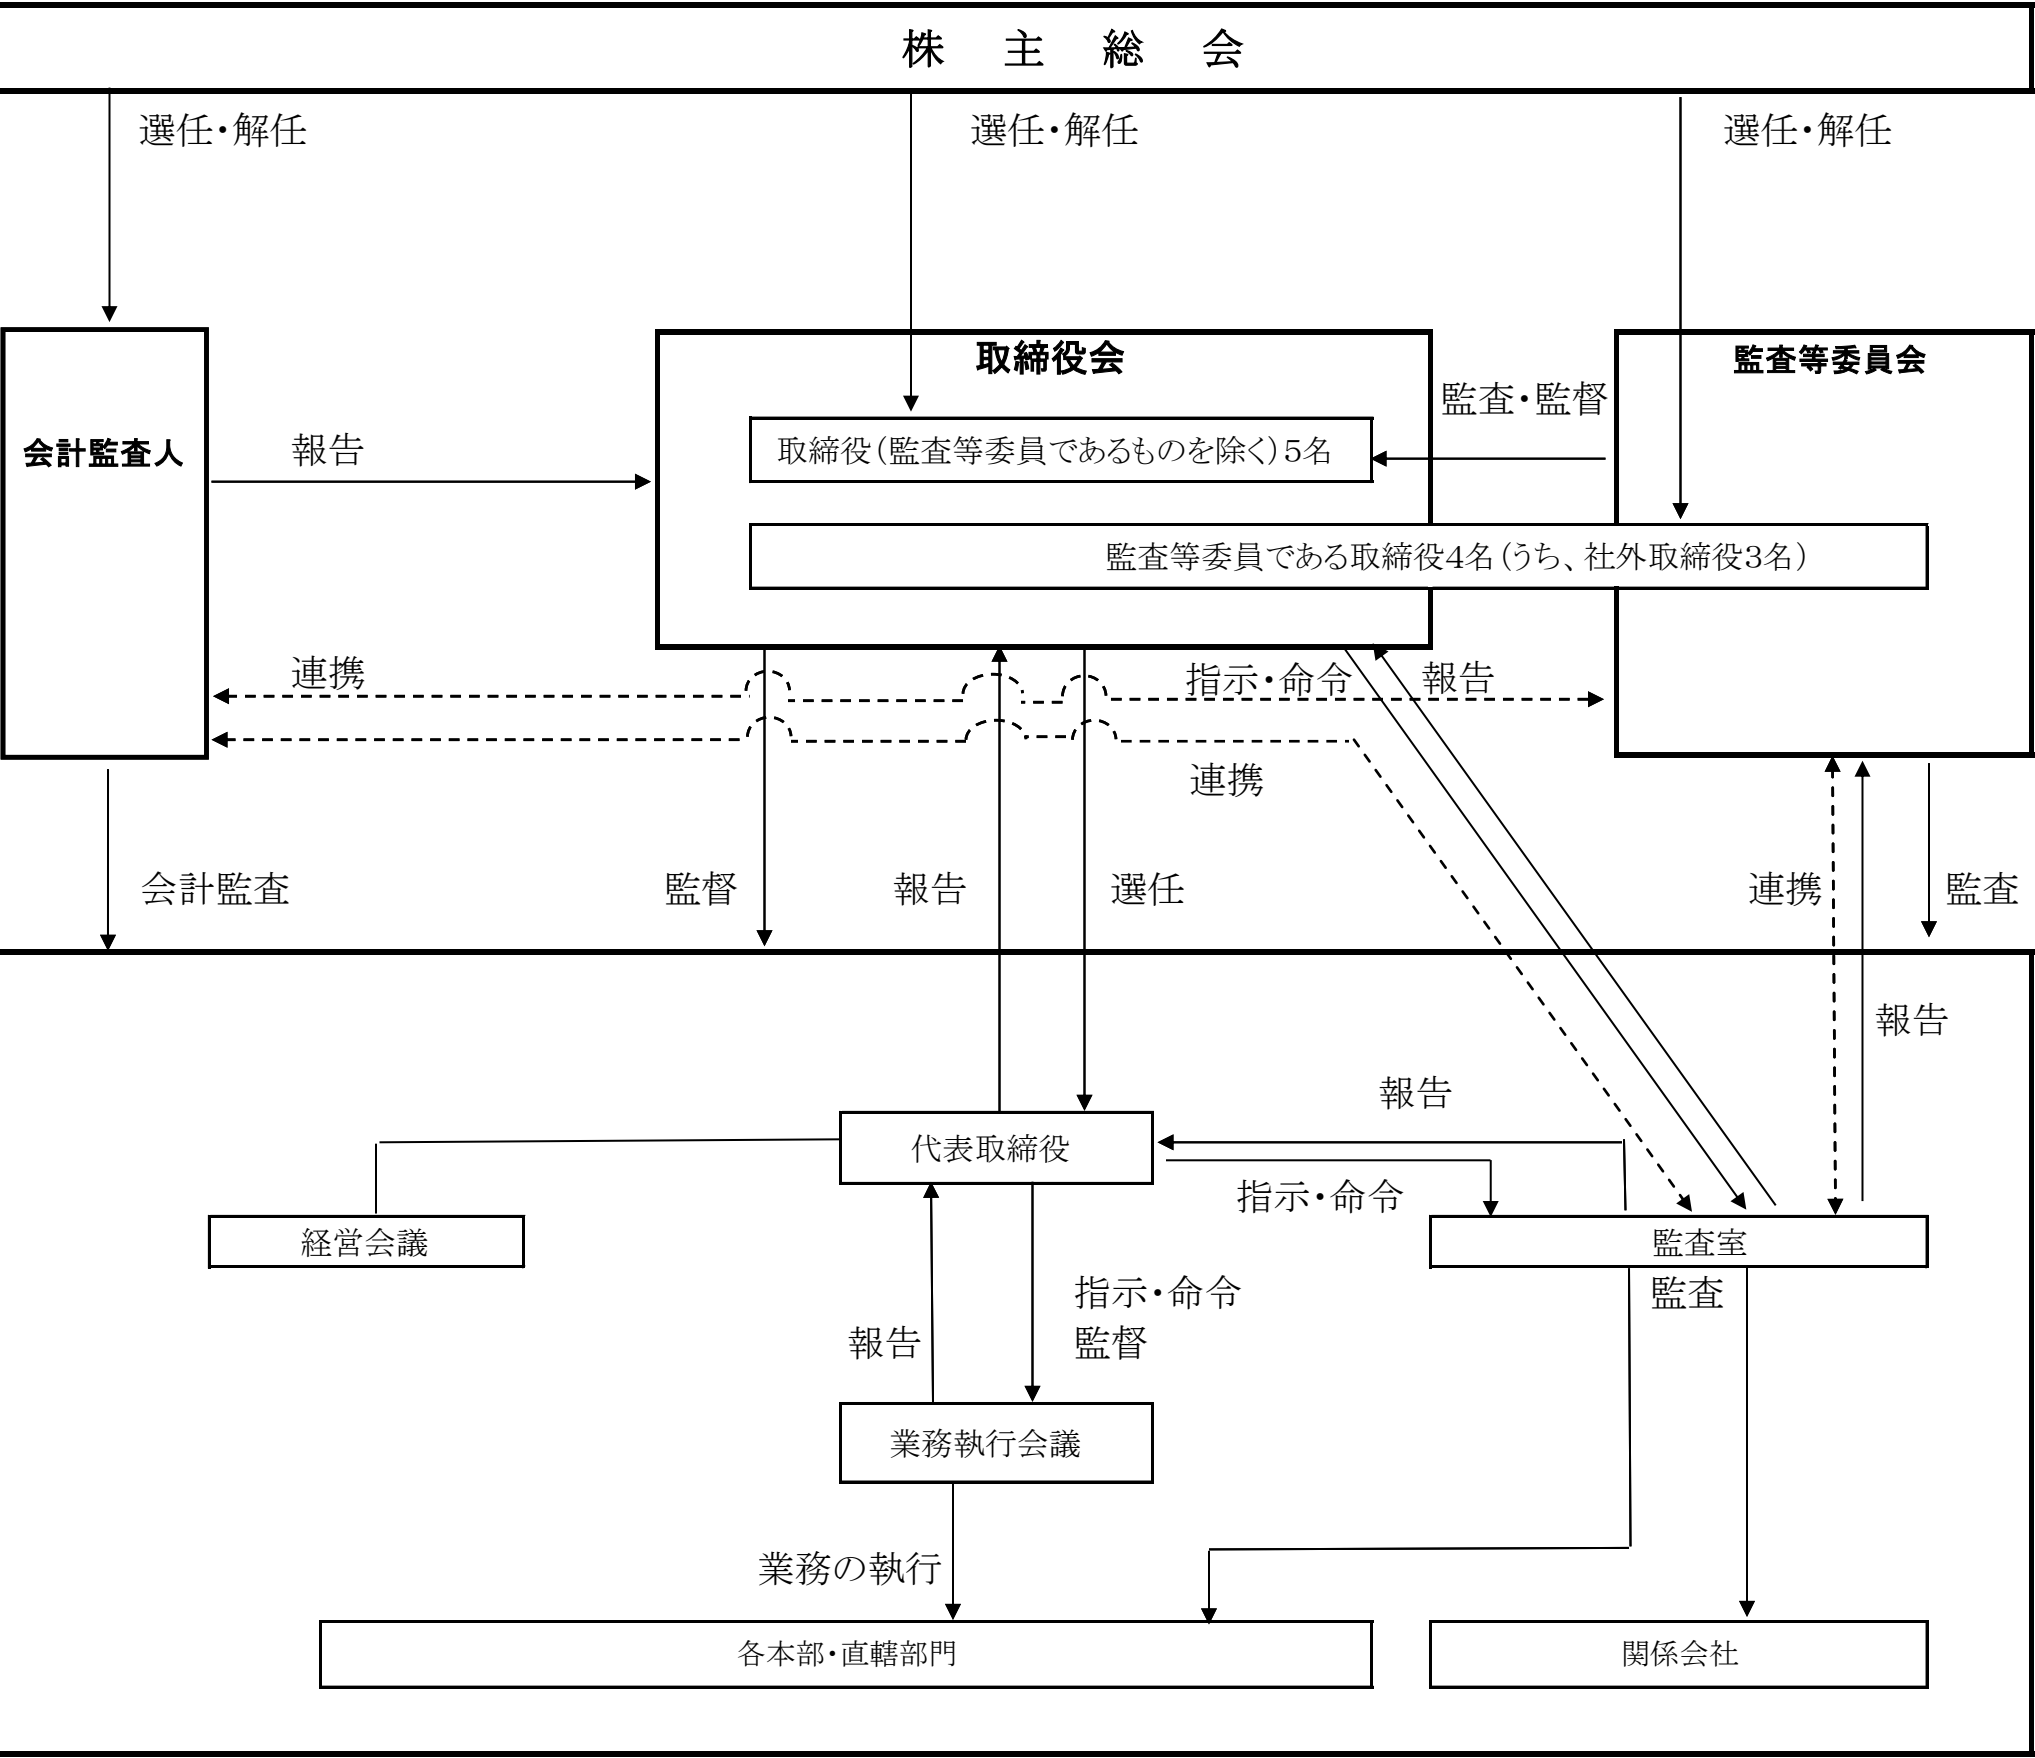 株　主　総　会
選任・解任
選任・解任
選任・解任
取締役会
監査等委員会
監査・監督
会計監査人
報告
取締役（監査等委員であるものを除く）5名
監査等委員である取締役4名（うち、社外取締役3名）
連携
指示・命令
報告
連携
会計監査
監督
報告
選任
連携
監査
報告
報告
代表取締役
指示・命令
経営会議
監査室
監査
指示・命令
監督
報告
業務執行会議
業務の執行
各本部・直轄部門
関係会社